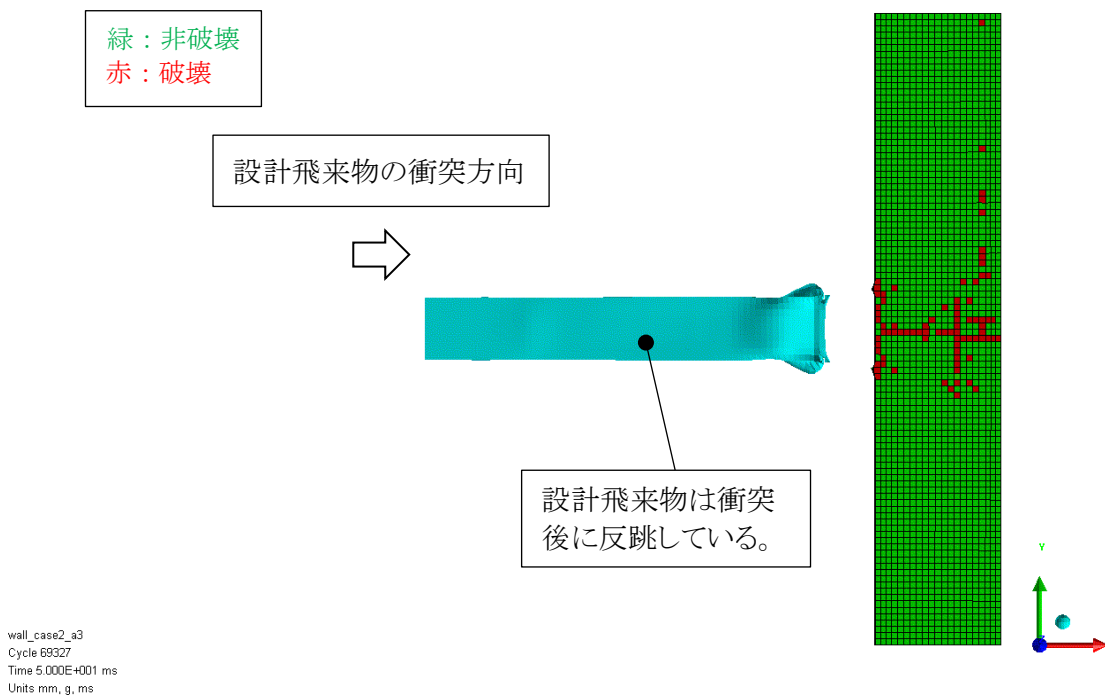 緑：非破壊
赤：破壊
設計飛来物の衝突方向
設計飛来物は衝突
後に反跳している。
Y
wall_case2_a3
Cycle 69327
Time 5.000E+001 ms
Units mm, g, ms